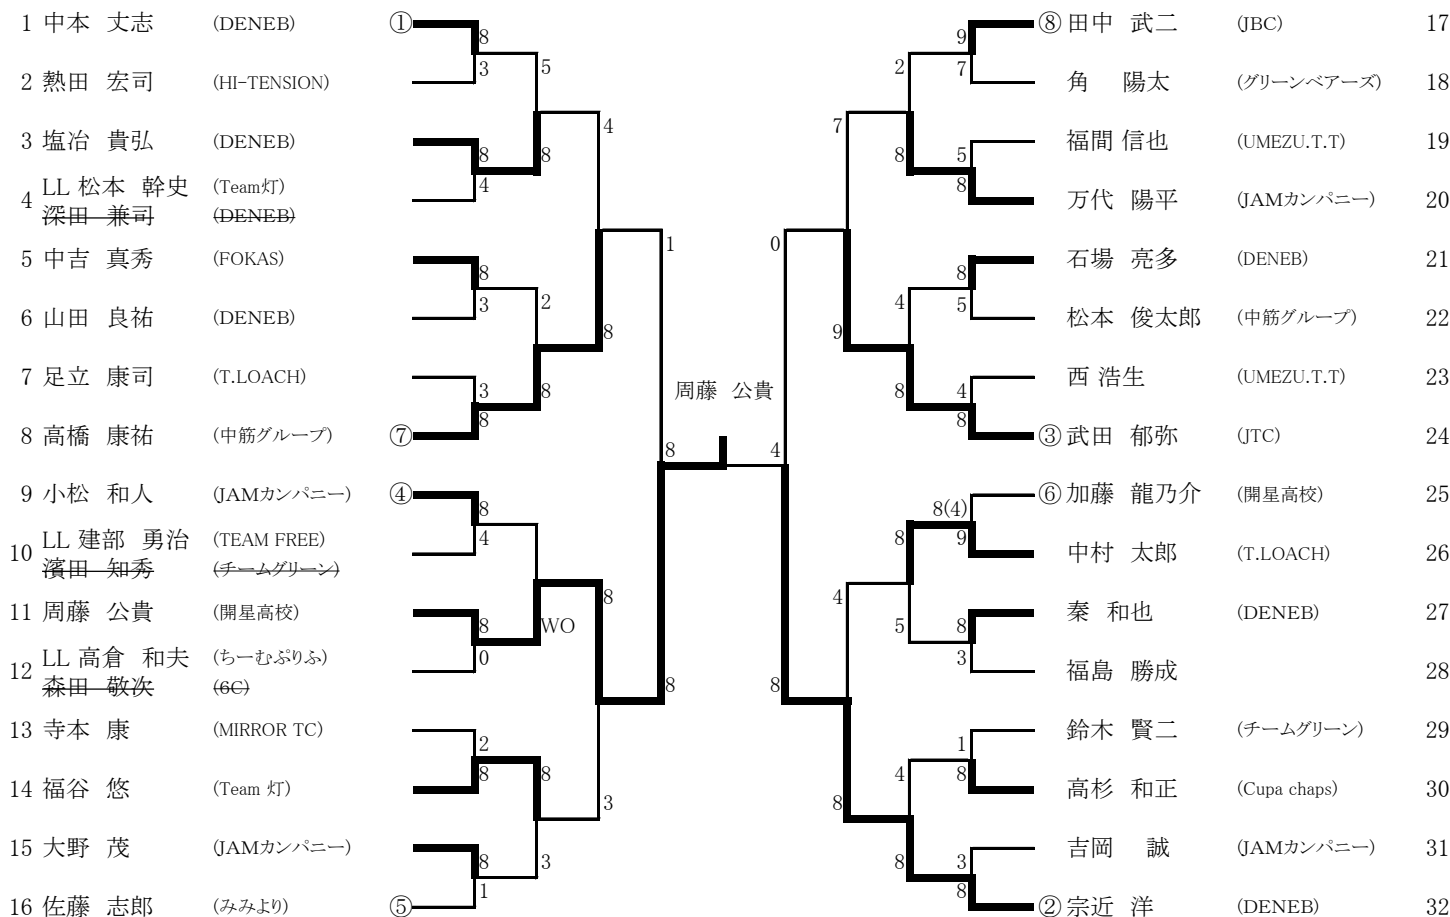 1 中本 丈志 (DENEB) ①
8
3
2 熱田 宏司 (HI-TENSION)
5
3 塩冶 貴弘 (DENEB)
8
4
4 LL 松本 幹史 (Team灯)
深田 兼司 (DENEB)
8
4
5 中吉 真秀 (FOKAS)
8
3
6 山田 良祐 (DENEB)
2
7 足立 康司 (T.LOACH)
3
8
8 高橋 康祐 (中筋グループ) ⑦
8
8
1
9 小松 和人 (JAMカンパニー) ④
8
4
10 LL 建部 勇治 (TEAM FREE)
濱田 知秀 (チームグリーン)
11 周藤 公貴 (開星高校)
8
0
WO
8
12 LL 高倉 和夫 (ちーむぷりふ)
森田 敬次 (6C)
8
13 寺本 康 (MIRROR TC)
2
8
14 福谷 悠 (Team 灯)
8
3
15 大野 茂 (JAMカンパニー)
8
1
3
16 佐藤 志郎 (みみより) ⑤
周藤 公貴
8
4
⑧ 田中 武二 (JBC) 17
9
7
角 陽太 (グリーンベアーズ) 18
2
7
福間 信也 (UMEZU.T.T) 19
5
8
8
万代 陽平 (JAMカンパニー) 20
0
石場 亮多 (DENEB) 21
8
5
松本 俊太郎 (中筋グループ) 22
4
9
西 浩生 (UMEZU.T.T) 23
4
8
8
③ 武田 郁弥 (JTC) 24
⑥ 加藤 龍乃介 (開星高校) 25
8(4)
9
中村 太郎 (T.LOACH) 26
8
4
秦 和也 (DENEB) 27
8
3
5
福島 勝成 28
8
鈴木 賢二 (チームグリーン) 29
1
8
高杉 和正 (Cupa chaps) 30
4
8
吉岡 誠 (JAMカンパニー) 31
3
8
8
② 宗近 洋 (DENEB) 32